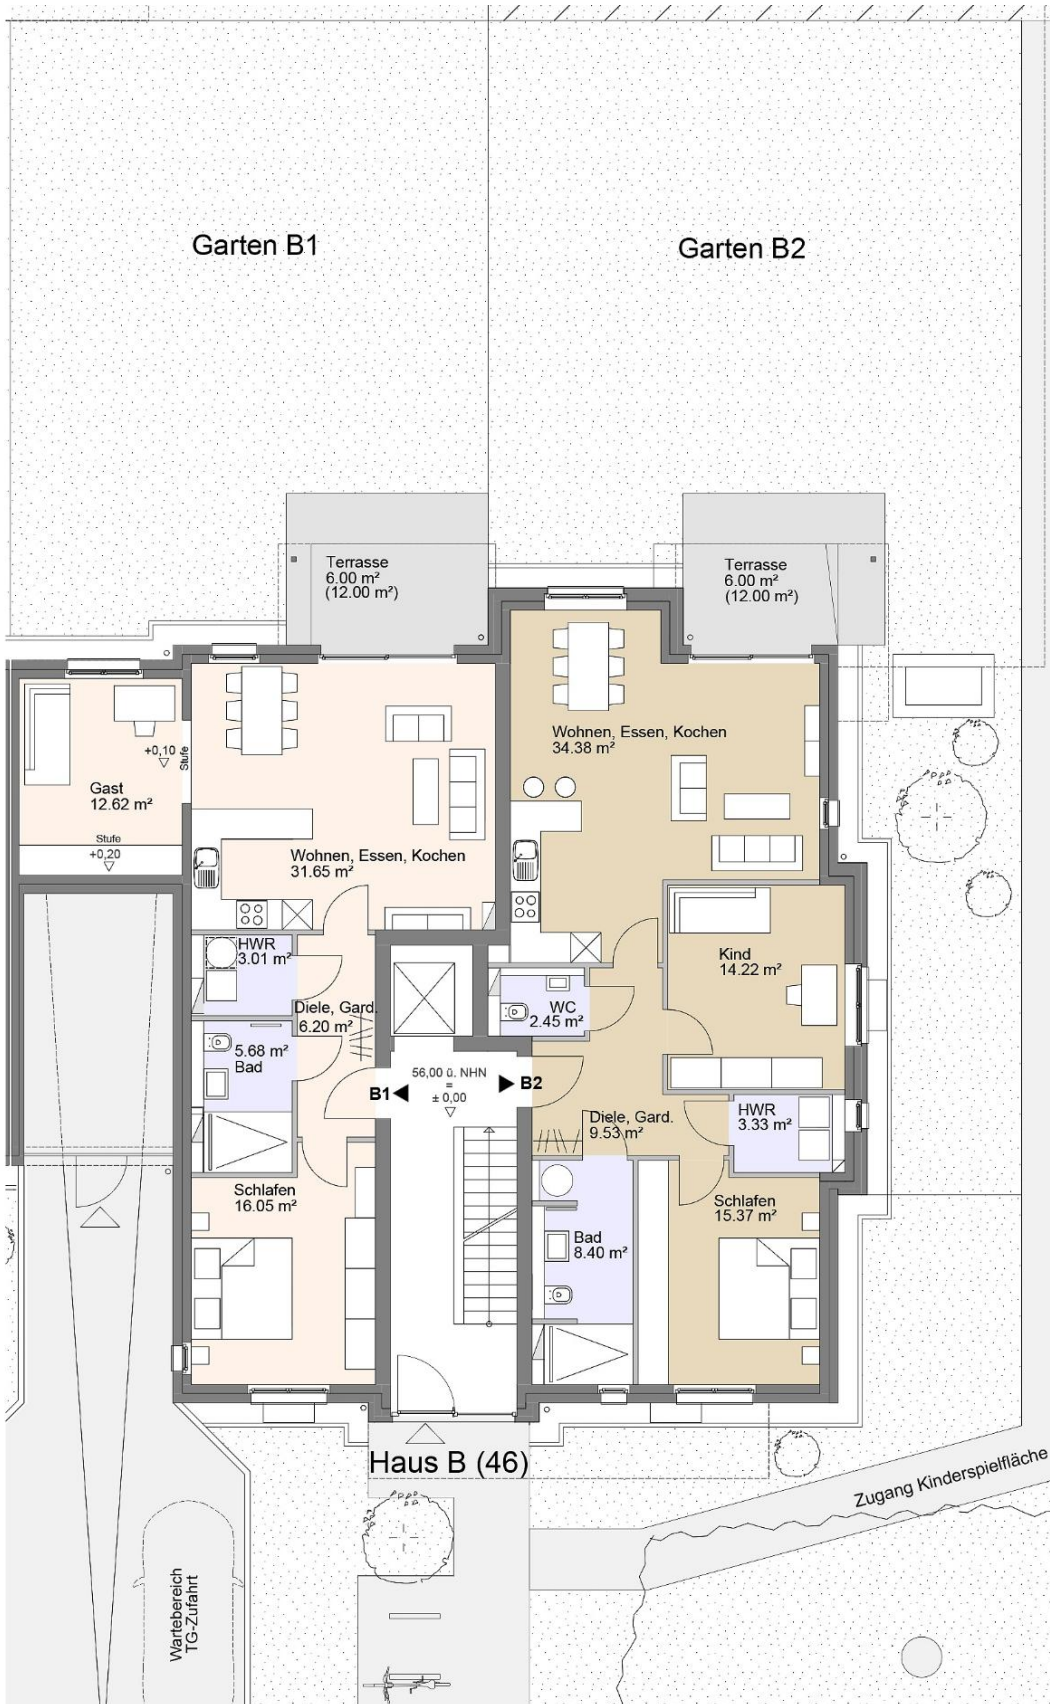 Garten B1
Garten B2
Terrasse
6.00 m²
(12.00 m²)
Terrasse
6.00 m²
(12.00 m²)
Wohnen, Essen, Kochen
34.38 m²
+0,10
Stufe
Gast
12.62 m²
Stufe
+0,20
Wohnen, Essen, Kochen
31.65 m²
HWR
3.01 m²
Kind
14.22 m²
Diele, Gard.
6.20 m²
WC
2.45 m²
5.68 m²
Bad
B1
56,00 ü. NHN
=
± 0,00
B2
Diele, Gard.
9.53 m²
HWR
3.33 m²
Schlafen
16.05 m²
Schlafen
15.37 m²
Bad
8.40 m²
Haus B (46)
Zugang Kinderspielfläche
Wartebereich
TG-Zufahrt